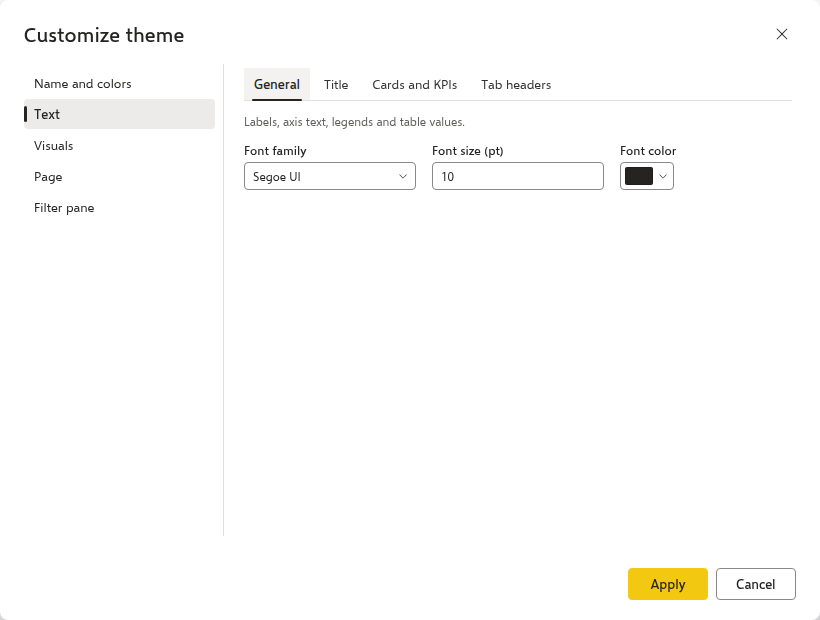 Customize theme
Name and colors
Text
Visuals
Page
Filter pane
General Title Cards and KPIs Tab headers
Labels, axis text, legends and table values.
Font family Font size (pt) Font color
Segoe UI 10
Apply Cancel